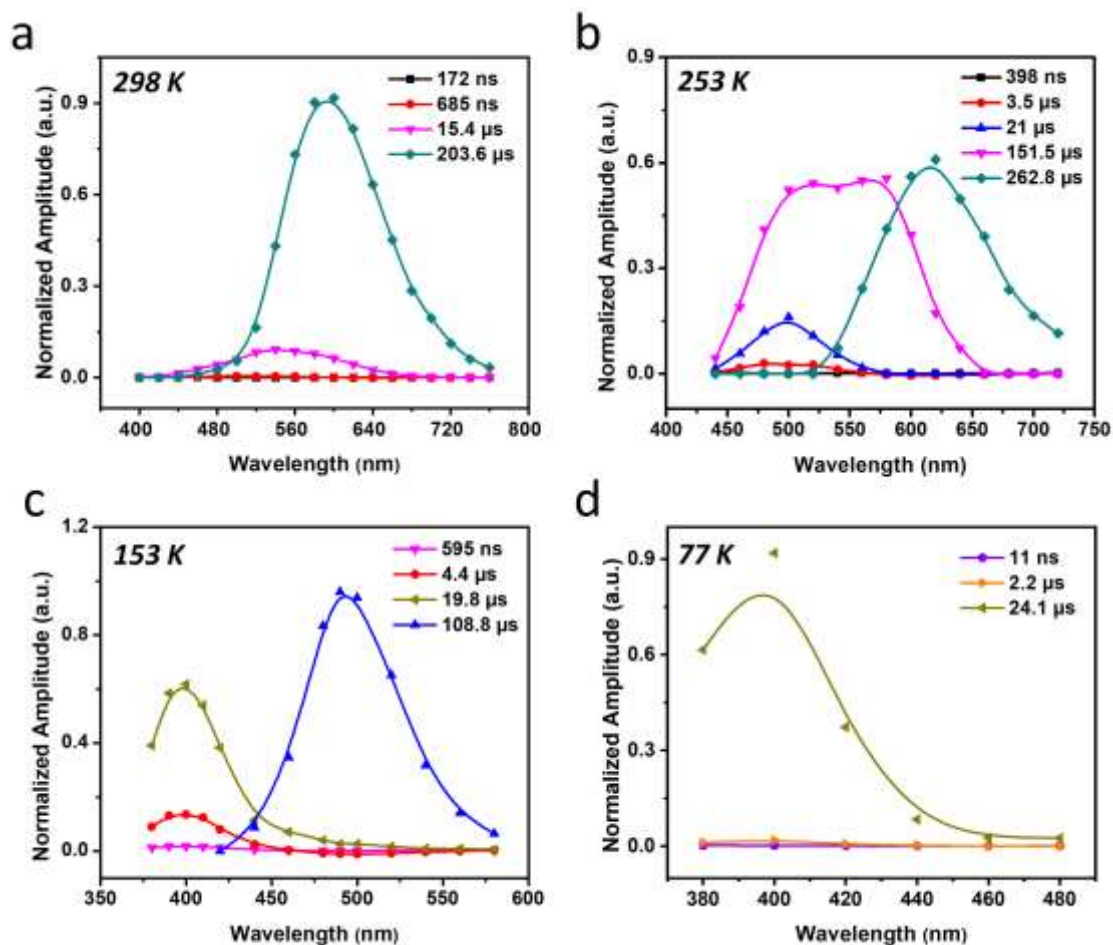 a
298 K
172 ns
685 ns
15.4 µs
203.6 µs
Normalized Amplitude (a.u.)
0.9
0.6
0.3
0.0
400 480 560 640 720 800
Wavelength (nm)
b
253 K
398 ns
3.5 µs
21 µs
151.5 µs
262.8 µs
Normalized Amplitude (a.u.)
0.9
0.6
0.3
0.0
400 450 500 550 600 650 700 750
Wavelength (nm)
c
153 K
595 ns
4.4 µs
19.8 µs
108.8 µs
Normalized Amplitude (a.u.)
1.2
0.8
0.4
0.0
350 400 450 500 550 600
Wavelength (nm)
d
77 K
11 ns
2.2 µs
24.1 µs
Normalized Amplitude (a.u.)
0.9
0.6
0.3
0.0
380 400 420 440 460 480
Wavelength (nm)